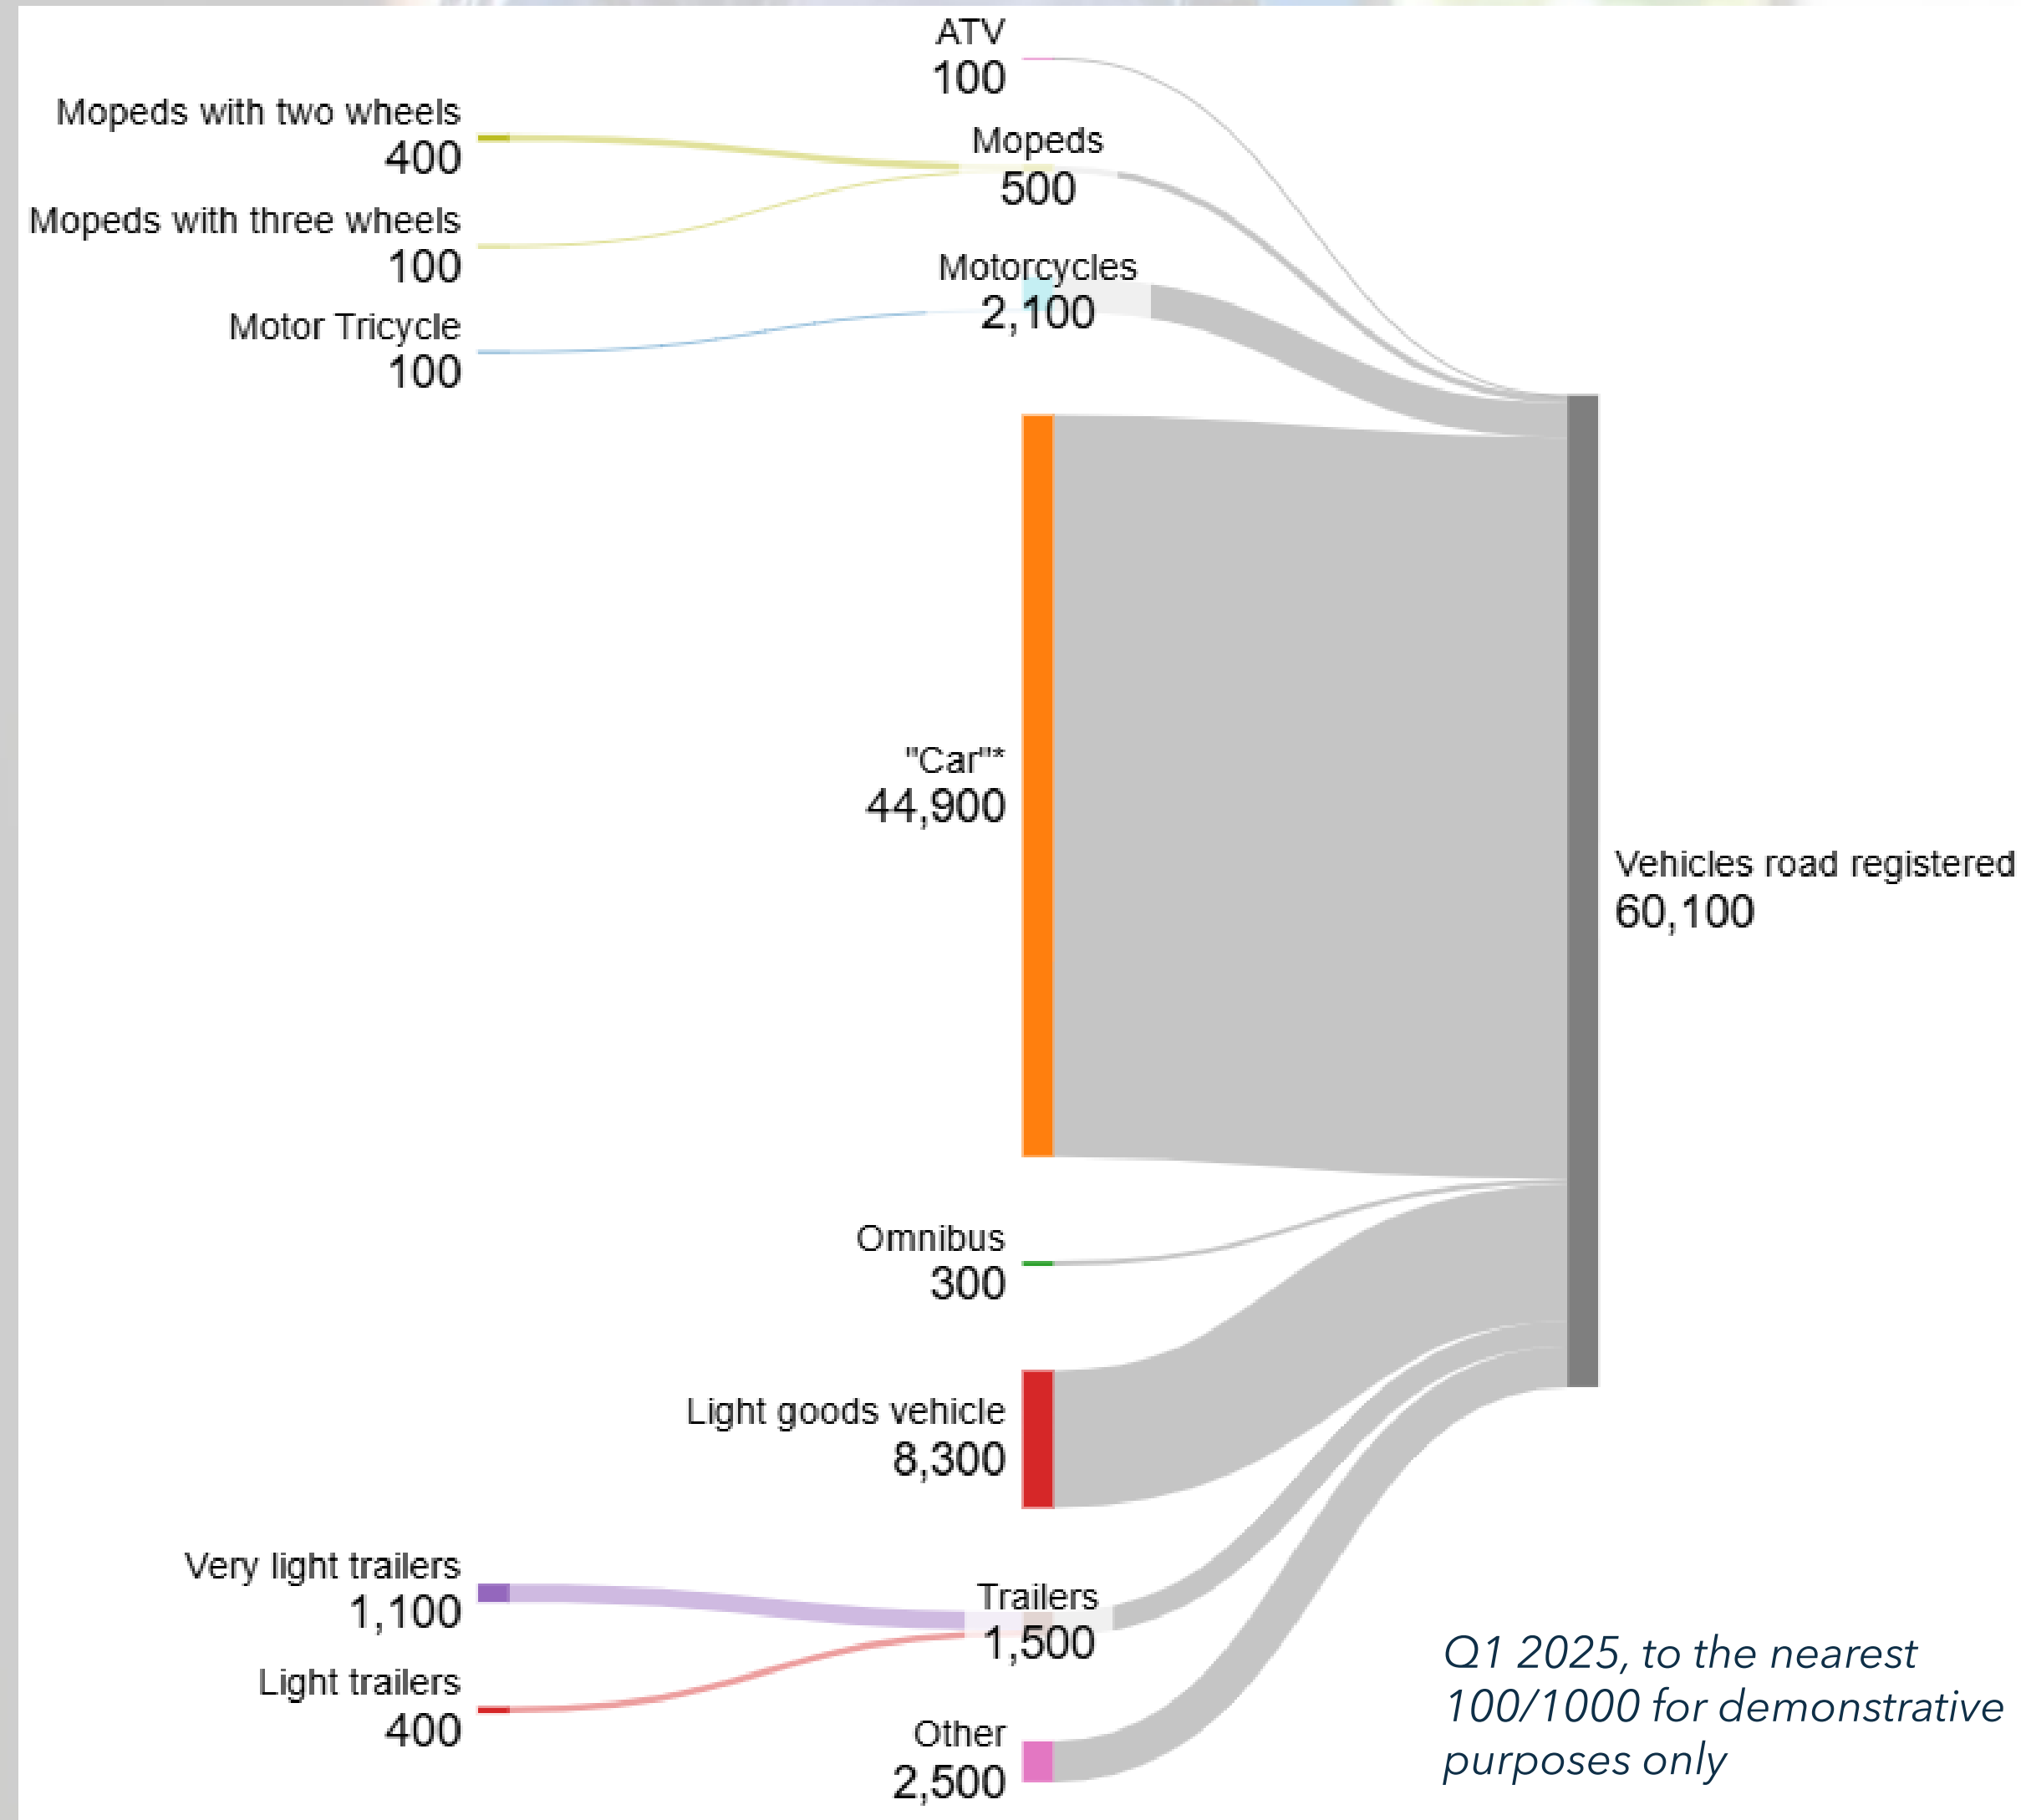 ATV
100
Mopeds with two wheels
400
Mopeds
500
Mopeds with three wheels
100
Motorcycles
2,100
Motor Tricycle
100
"Car"*
44,900
Vehicles road registered
60,100
Omnibus
300
Light goods vehicle
8,300
Very light trailers
1,100
Trailers
1,500
Light trailers
400
Other
2,500
Q1 2025, to the nearest
100/1000 for demonstrative
purposes only